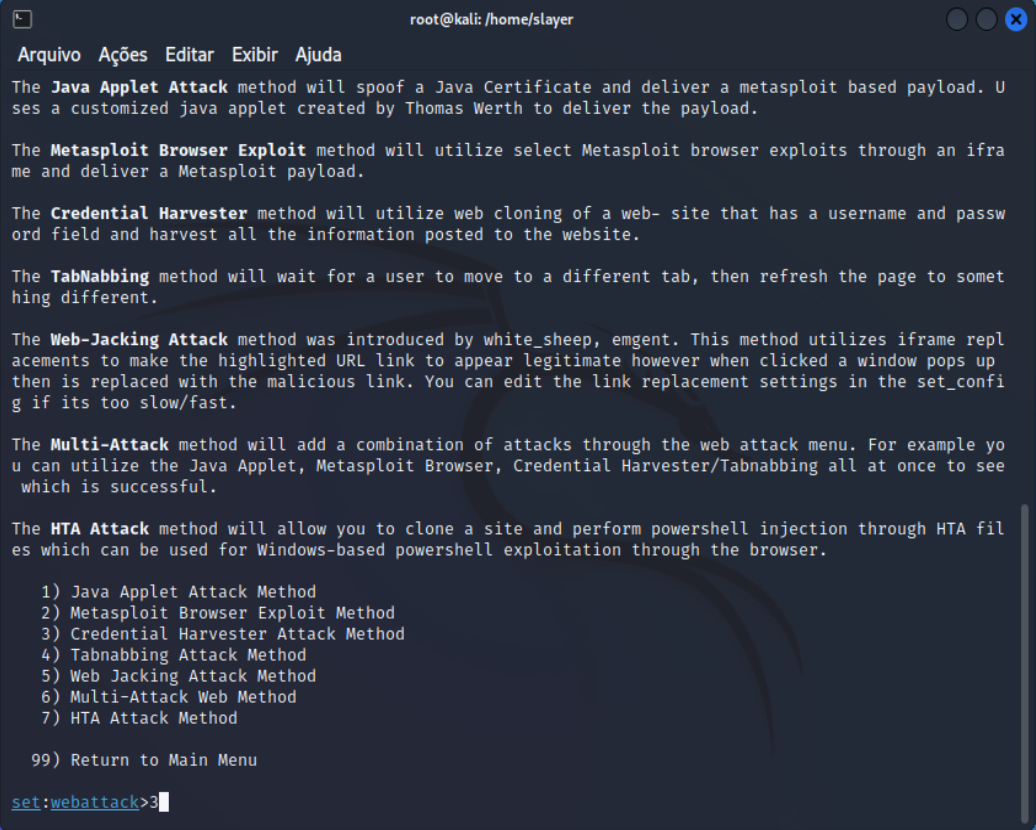 root@kali: /home/slayer
Arquivo Ações Editar Exibir Ajuda
The Java Applet Attack method will spoof a Java Certificate and deliver a metasploit based payload. U
ses a customized java applet created by Thomas Werth to deliver the payload.
The Metasploit Browser Exploit method will utilize select Metasploit browser exploits through an ifra
me and deliver a Metasploit payload.
The Credential Harvester method will utilize web cloning of a web- site that has a username and passw
ord field and harvest all the information posted to the website.
The TabNabbing method will wait for a user to move to a different tab, then refresh the page to somet
hing different.
The Web-Jacking Attack method was introduced by white_sheep, emgent. This method utilizes iframe repl
acements to make the highlighted URL link to appear legitimate however when clicked a window pops up
then is replaced with the malicious link. You can edit the link replacement settings in the set_confi
g if its too slow/fast.
The Multi-Attack method will add a combination of attacks through the web attack menu. For example yo
u can utilize the Java Applet, Metasploit Browser, Credential Harvester/Tabnabbing all at once to see
which is successful.
The HTA Attack method will allow you to clone a site and perform powershell injection through HTA fil
es which can be used for Windows-based powershell exploitation through the browser.
1) Java Applet Attack Method
2) Metasploit Browser Exploit Method
3) Credential Harvester Attack Method
4) Tabnabbing Attack Method
5) Web Jacking Attack Method
6) Multi-Attack Web Method
7) HTA Attack Method
99) Return to Main Menu
set:webattack>3